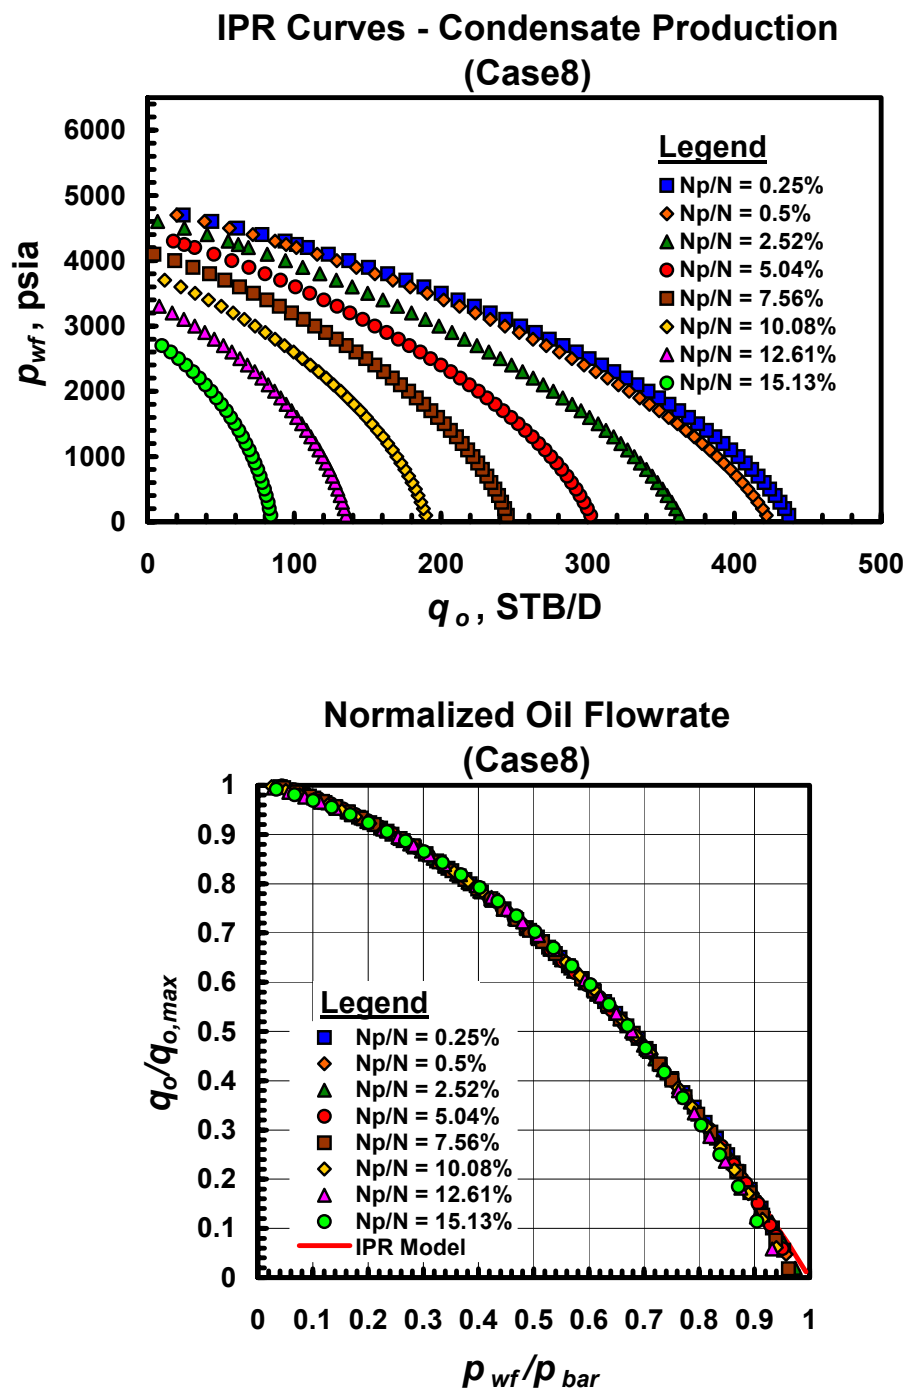 IPR Curves - Condensate Production
(Case8)
6000
5000
4000
3000
2000
1000
0
p wf , psia
Legend
Np/N = 0.25%
Np/N = 0.5%
Np/N = 2.52%
Np/N = 5.04%
Np/N = 7.56%
Np/N = 10.08%
Np/N = 12.61%
Np/N = 15.13%
0 100 200 300 400 500
q o , STB/D
Normalized Oil Flowrate
(Case8)
1
0.9
0.8
0.7
0.6
0.5
0.4
0.3
0.2
0.1
0
q o /q o,max
Legend
Np/N = 0.25%
Np/N = 0.5%
Np/N = 2.52%
Np/N = 5.04%
Np/N = 7.56%
Np/N = 10.08%
Np/N = 12.61%
Np/N = 15.13%
IPR Model
0 0.1 0.2 0.3 0.4 0.5 0.6 0.7 0.8 0.9 1
p wf /p bar